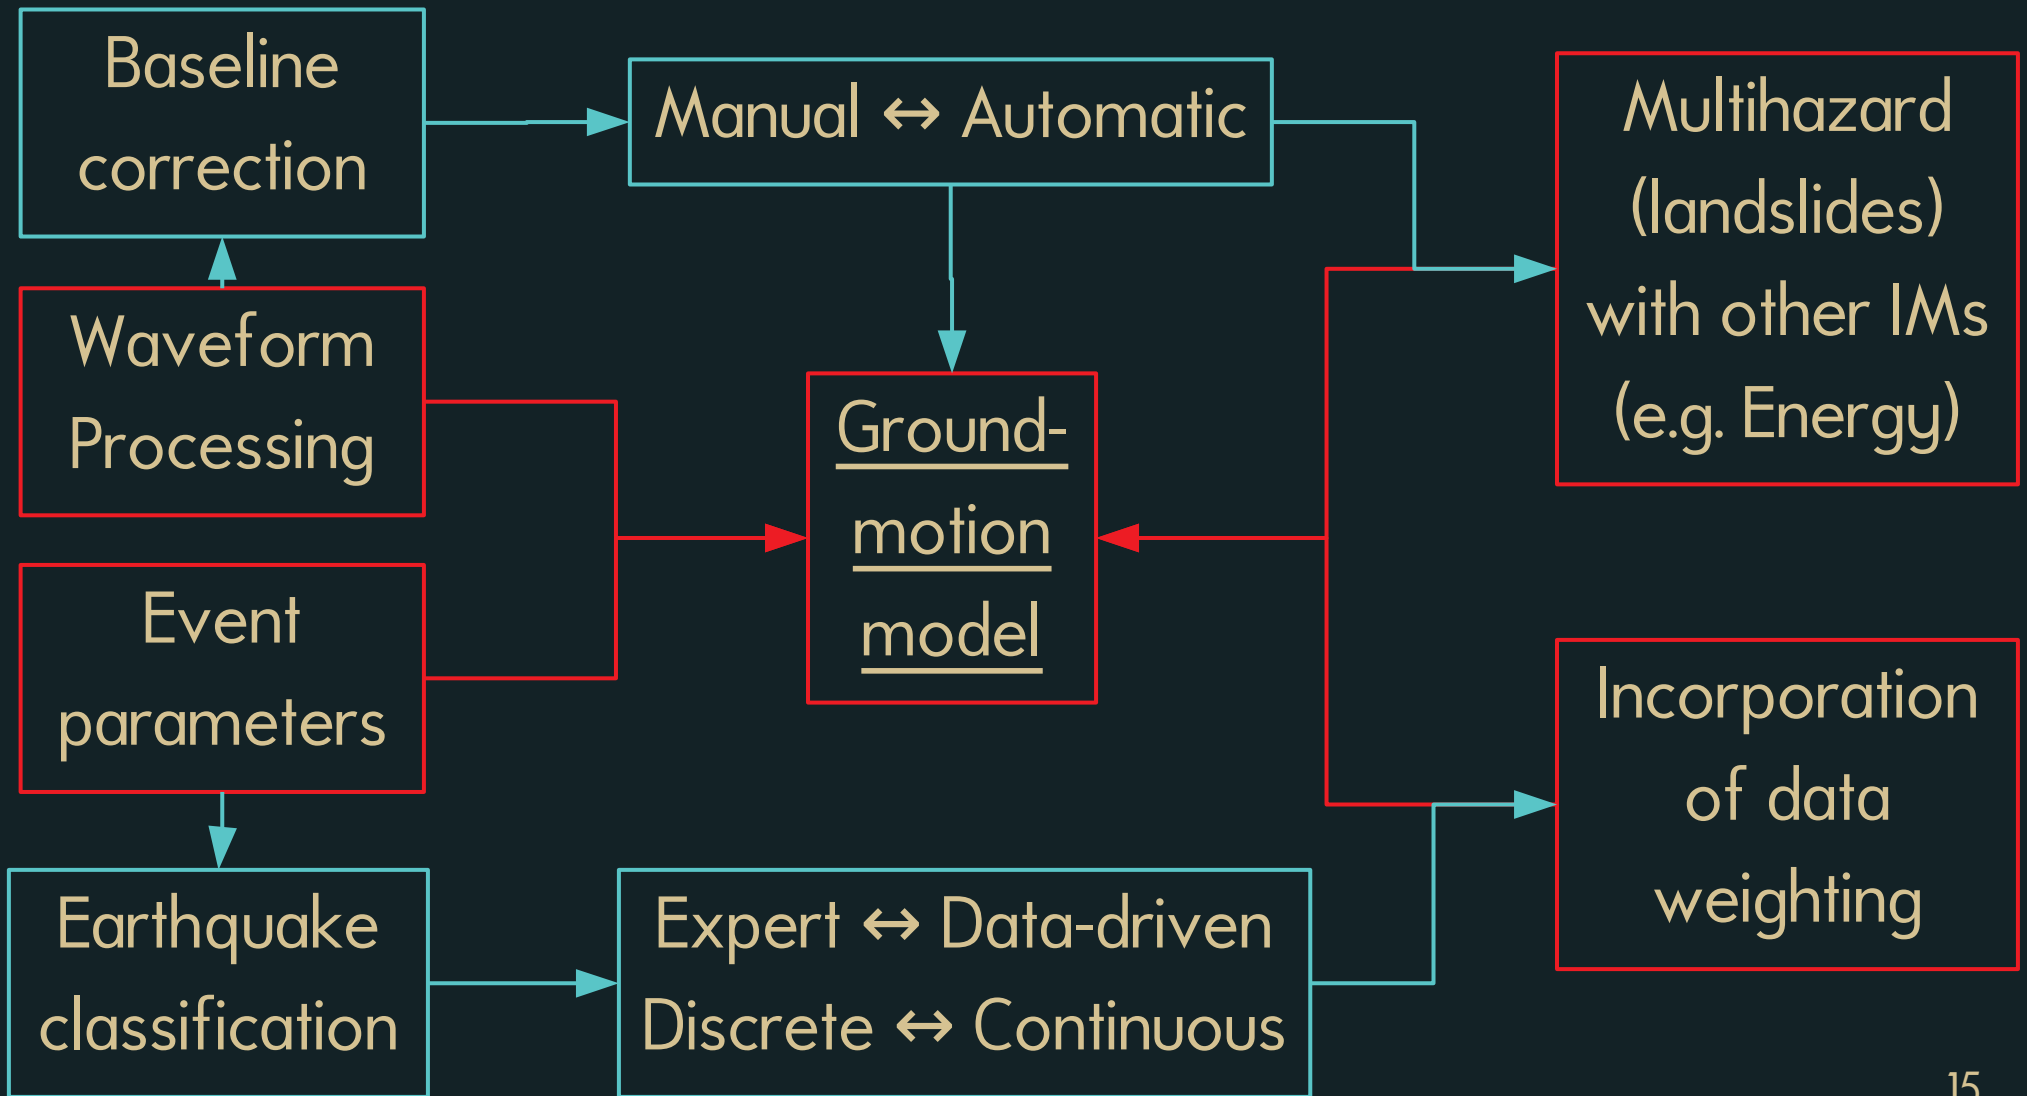 Baseline
correction
Manual ↔ Automatic
Multihazard
(landslides)
with other IMs
(e.g. Energy)
Waveform
Processing
Ground-
motion
model
Event
parameters
Incorporation
of data
weighting
Earthquake
classification
Expert ↔ Data-driven
Discrete ↔ Continuous
15